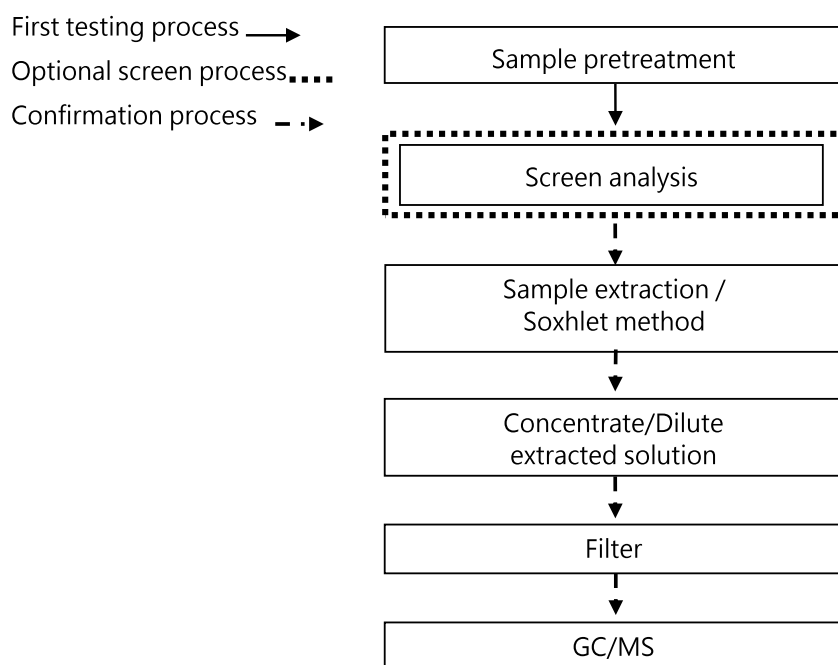 First testing process
Optional screen process
Confirmation process
Sample pretreatment
Screen analysis
Sample extraction /
Soxhlet method
Concentrate/Dilute
extracted solution
Filter
GC/MS